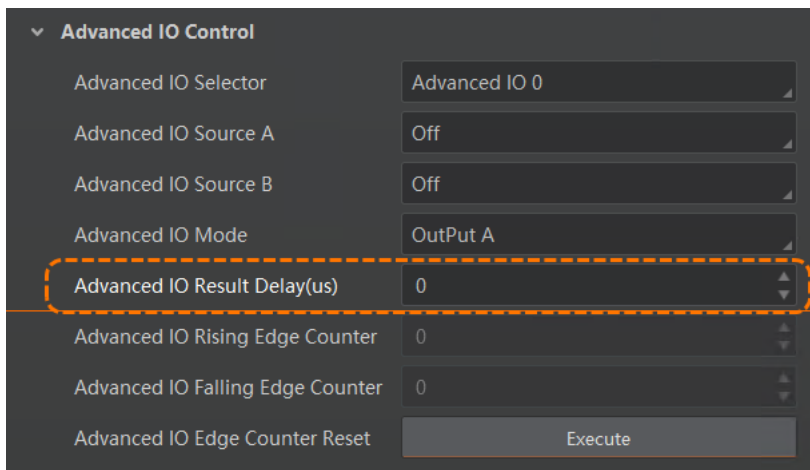 Advanced IO Control
Advanced IO Selector Advanced IO 0
Advanced IO Source A Off
Advanced IO Source B Off
Advanced IO Mode OutPut A
Advanced IO Result Delay(us) 0
Advanced IO Rising Edge Counter 0
Advanced IO Falling Edge Counter 0
Advanced IO Edge Counter Reset Execute